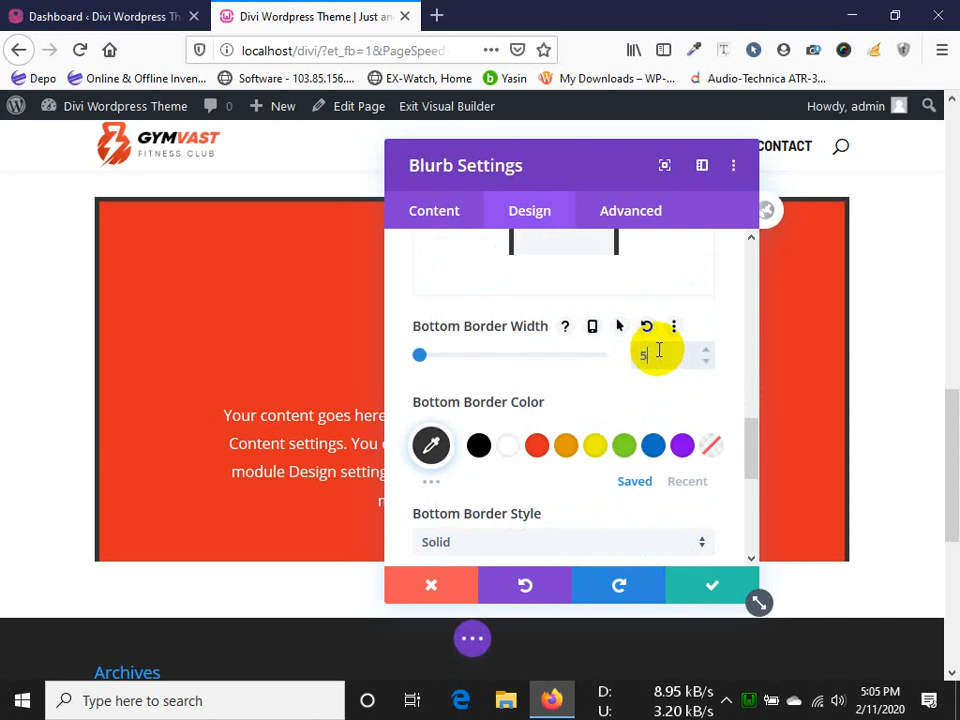 Dashboard ‹ Divi Wordpress Th
Divi Wordpress Theme | Just an
localhost/divi/?et_fb=1&PageSpeed
Depo
Online & Offline Inven...
Software - 103.85.156....
EX-Watch, Home
Yasin
My Downloads – WP-...
Audio-Technica ATR-3...
Divi Wordpress Theme
0
New
Edit Page
Exit Visual Builder
Howdy, admin
GYMVAST
FITNESS CLUB
CONTACT
Blurb Settings
Content
Design
Advanced
Bottom Border Width
5
Your content goes here
Content settings. You
module Design setting
Bottom Border Color
Saved
Recent
Bottom Border Style
Solid
Archives
Type here to search
D: 8.95 kB/s
U: 3.20 kB/s
5:05 PM
2/11/2020